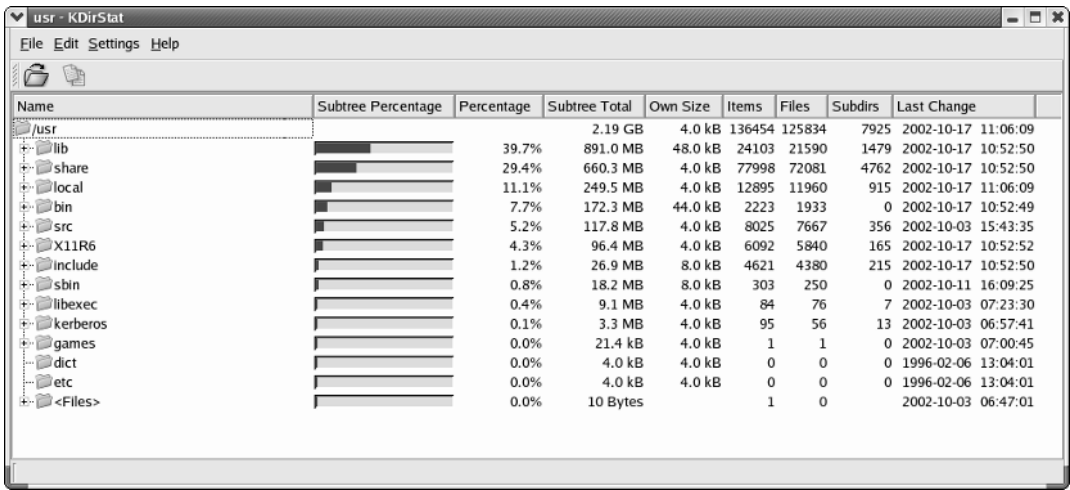 usr - KDirStat
File Edit Settings Help
Name Subtree Percentage Percentage Subtree Total Own Size Items Files Subdirs Last Change
/usr 2.19 GB 4.0 kB 136454 125834 7925 2002-10-17 11:06:09
lib 39.7% 891.0 MB 48.0 kB 24103 21590 1479 2002-10-17 10:52:50
share 29.4% 660.3 MB 4.0 kB 77998 72081 4762 2002-10-17 10:52:50
local 11.1% 249.5 MB 4.0 kB 12895 11960 915 2002-10-17 11:06:09
bin 7.7% 172.3 MB 44.0 kB 2223 1933 0 2002-10-17 10:52:49
src 5.2% 117.8 MB 4.0 kB 8025 7667 356 2002-10-03 15:43:35
X11R6 4.3% 96.4 MB 4.0 kB 6092 5840 165 2002-10-17 10:52:52
include 1.2% 26.9 MB 8.0 kB 4621 4380 215 2002-10-17 10:52:50
sbin 0.8% 18.2 MB 8.0 kB 303 250 0 2002-10-11 16:09:25
libexec 0.4% 9.1 MB 4.0 kB 84 76 7 2002-10-03 07:23:30
kerberos 0.1% 3.3 MB 4.0 kB 95 56 13 2002-10-03 06:57:41
games 0.0% 21.4 kB 4.0 kB 1 1 0 2002-10-03 07:00:45
dict 0.0% 4.0 kB 4.0 kB 0 0 0 1996-02-06 13:04:01
etc 0.0% 4.0 kB 4.0 kB 0 0 0 1996-02-06 13:04:01
<Files> 0.0% 10 Bytes 1 0 2002-10-03 06:47:01